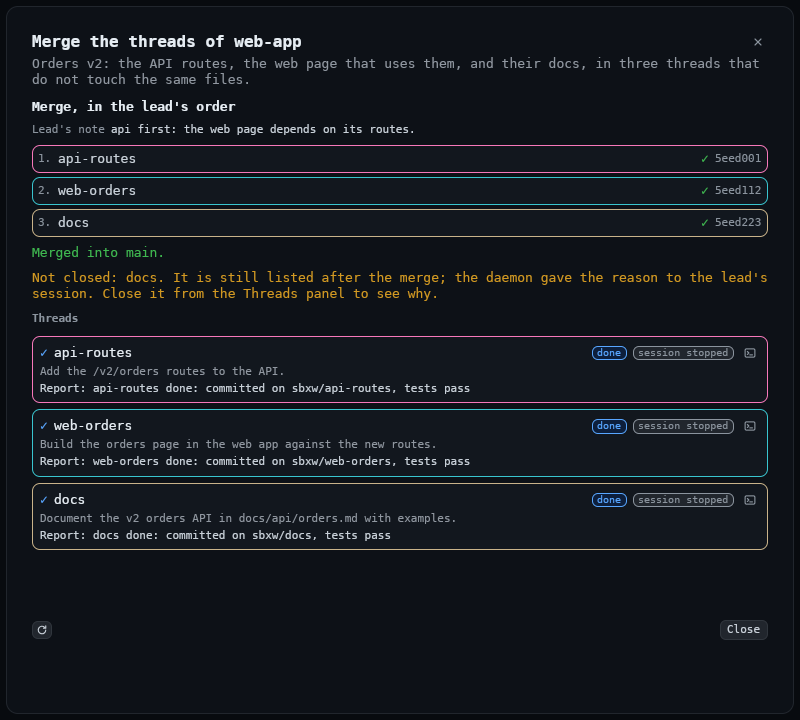 Merge the threads of web-app
×
Orders v2: the API routes, the web page that uses them, and their docs, in three threads that
do not touch the same files.
Merge, in the lead's order
Lead's note api first: the web page depends on its routes.
1. api-routes ✓ 5eed001
2. web-orders ✓ 5eed112
3. docs ✓ 5eed223
Merged into main.
Not closed: docs. It is still listed after the merge; the daemon gave the reason to the lead's
session. Close it from the Threads panel to see why.
Threads
✓ api-routes done session stopped
Add the /v2/orders routes to the API.
Report: api-routes done: committed on sbxw/api-routes, tests pass
✓ web-orders done session stopped
Build the orders page in the web app against the new routes.
Report: web-orders done: committed on sbxw/web-orders, tests pass
✓ docs done session stopped
Document the v2 orders API in docs/api/orders.md with examples.
Report: docs done: committed on sbxw/docs, tests pass
Close